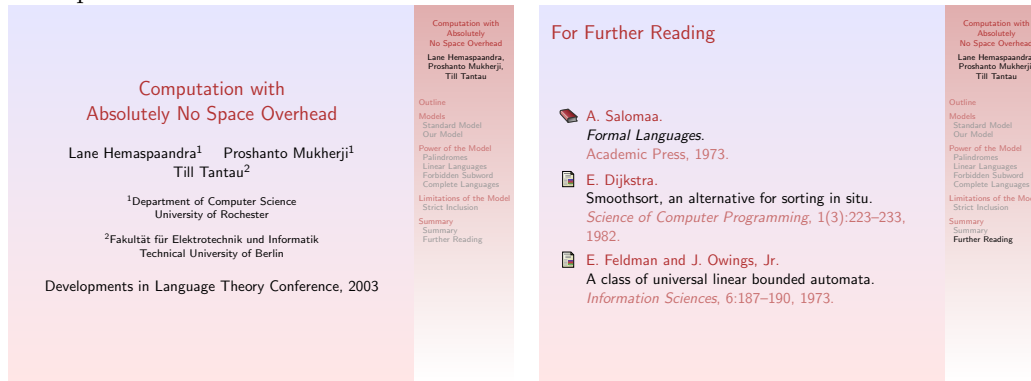 Computation with
Absolutely No Space Overhead
Lane Hemaspaandra1 Proshanto Mukherji1
Till Tantau2
1Department of Computer Science
University of Rochester
2Fakultät für Elektrotechnik und Informatik
Technical University of Berlin
Developments in Language Theory Conference, 2003
Computation with
Absolutely
No Space Overhead
Lane Hemaspaandra,
Proshanto Mukherji,
Till Tantau
Outline
Models
Standard Model
Our Model
Power of the Model
Palindromes
Linear Languages
Forbidden Subword
Complete Languages
Limitations of the Model
Strict Inclusion
Summary
Summary
Further Reading
For Further Reading
A. Salomaa.
Formal Languages.
Academic Press, 1973.
E. Dijkstra.
Smoothsort, an alternative for sorting in situ.
Science of Computer Programming, 1(3):223–233,
1982.
E. Feldman and J. Owings, Jr.
A class of universal linear bounded automata.
Information Sciences, 6:187–190, 1973.
Computation with
Absolutely
No Space Overhead
Lane Hemaspaandra
Proshanto Mukherji
Till Tantau
Outline
Models
Standard Model
Our Model
Power of the Model
Palindromes
Linear Languages
Forbidden Subword
Complete Languages
Limitations of the Mod
Strict Inclusion
Summary
Summary
Further Reading